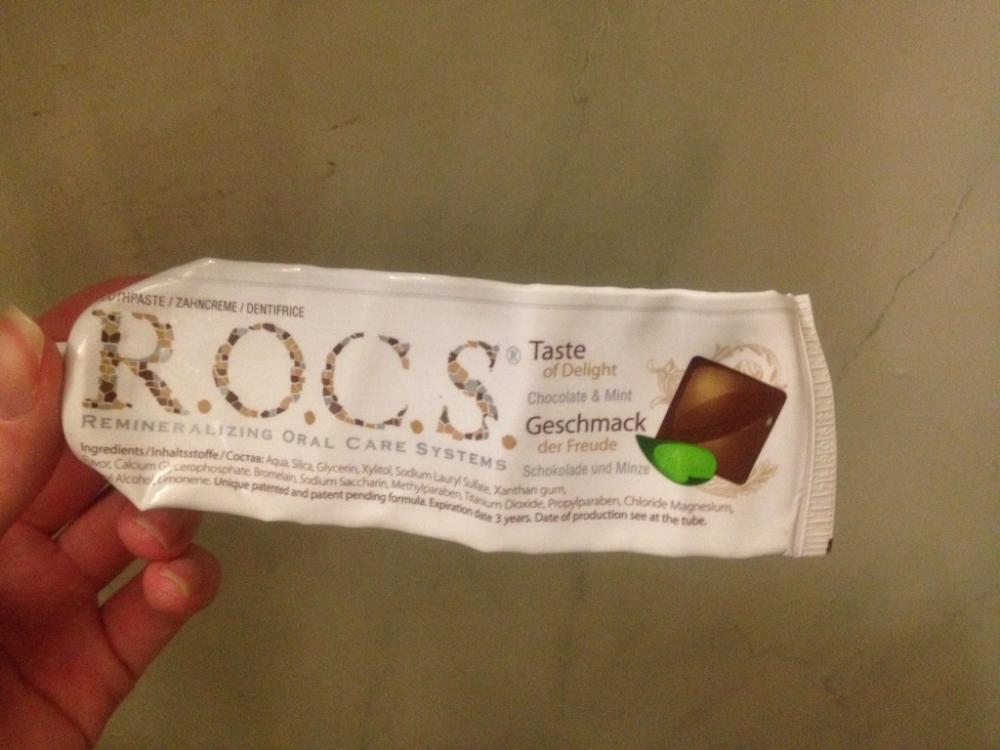 OTHPASTE / ZAHNCREME / DENTIFRICE
R.O.C.S.®
REMINERALIZING ORAL CARE SYSTEMS
Taste
of Delight
Chocolate & Mint
Geschmack
der Freude
Schokolade und Minze
Ingredients/Inhaltsstoffe/Состав: Aqua, Silica, Glycerin, Xylitol, Sodium Lauryl Sulfate, Xanthan gum,
Calcium Glycerophosphate, Bromelain, Sodium Saccharin, Methylparaben, Titanium Dioxide, Propylparaben, Chloride Magnesium,
Alcohol, Limonene. Unique patented and patent pending formula. Expiration date 3 years. Date of production see at the tube.